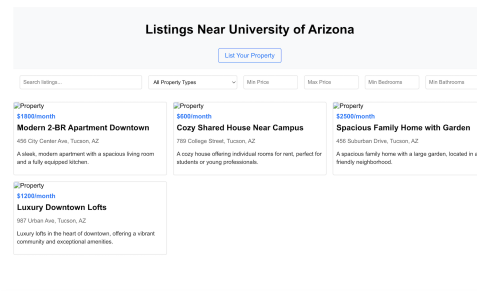 Listings Near University of Arizona
List Your Property
Search listings...
All Property Types
Min Price
Max Price
Min Bedrooms
Min Bathrooms
Property
$1800/month
Modern 2-BR Apartment Downtown
456 City Center Ave, Tucson, AZ
A sleek, modern apartment with a spacious living room
and a fully equipped kitchen.
Property
$600/month
Cozy Shared House Near Campus
789 College Street, Tucson, AZ
A cozy house offering individual rooms for rent, perfect for
students or young professionals.
Property
$2500/month
Spacious Family Home with Garden
456 Suburban Drive, Tucson, AZ
A spacious family home with a large garden, located in a
friendly neighborhood.
Property
$1200/month
Luxury Downtown Lofts
987 Urban Ave, Tucson, AZ
Luxury lofts in the heart of downtown, offering a vibrant
community and exceptional amenities.